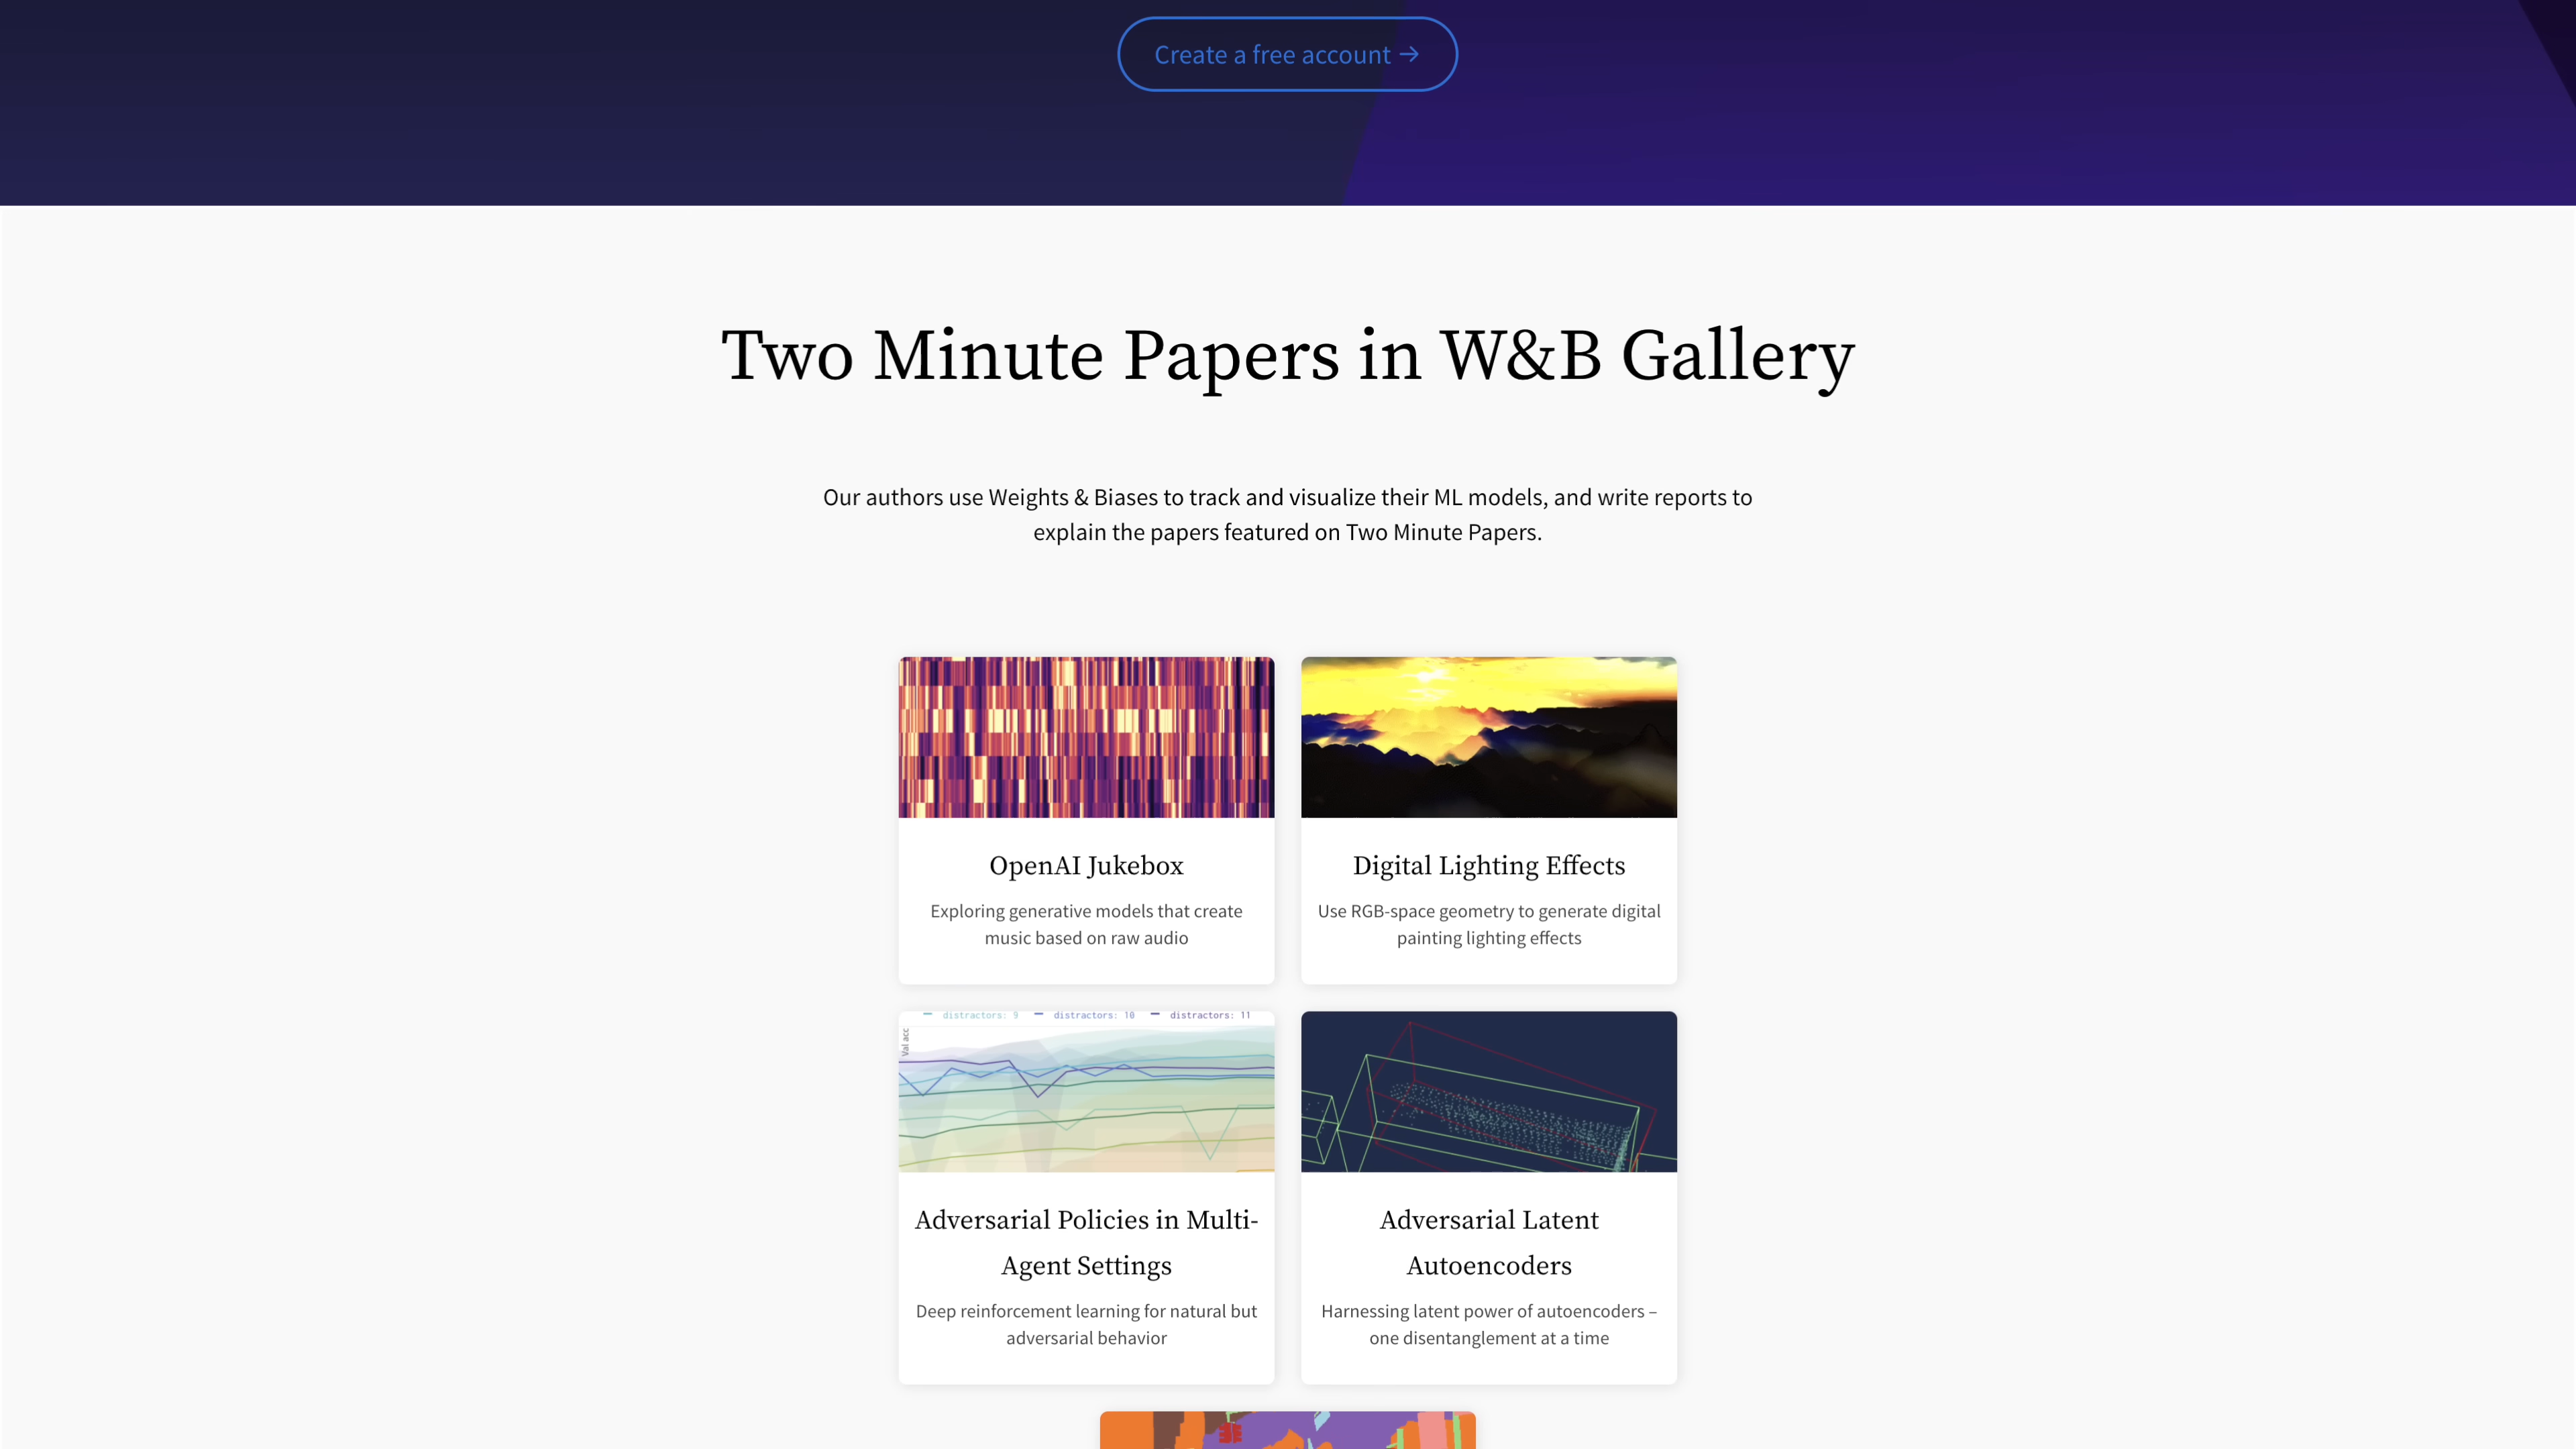 Create a free account →
Two Minute Papers in W&B Gallery
Our authors use Weights & Biases to track and visualize their ML models, and write reports to
explain the papers featured on Two Minute Papers.
OpenAI Jukebox
Exploring generative models that create
music based on raw audio
Digital Lighting Effects
Use RGB-space geometry to generate digital
painting lighting effects
distractors: 9 distractors: 10 distractors: 11
Val acc
Adversarial Policies in Multi-
Agent Settings
Deep reinforcement learning for natural but
adversarial behavior
Adversarial Latent
Autoencoders
Harnessing latent power of autoencoders –
one disentanglement at a time